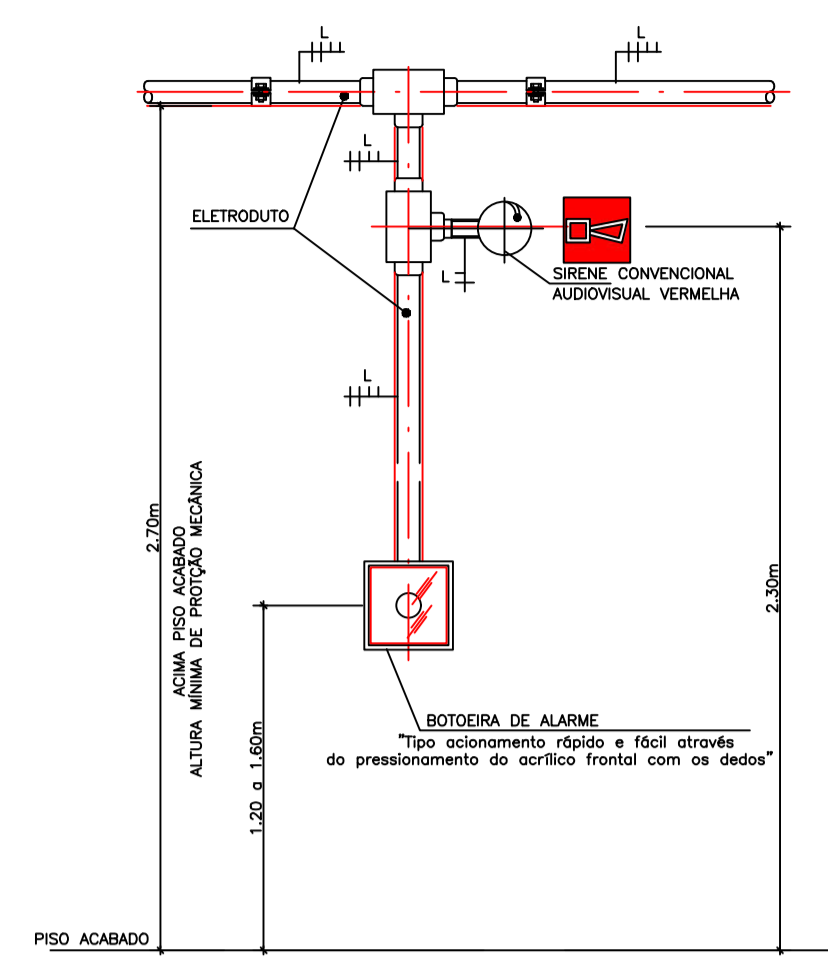 L
L
L
ELETRODUTO
L
SIRENE CONVENCIONAL
AUDIOVISUAL VERMELHA
L
2.70m
ACIMA PISO ACABADO
ALTURA MÍNIMA DE PROTÇÃO MECÂNICA
2.30m
1.20 a 1.60m
BOTOEIRA DE ALARME
"Tipo acionamento rápido e fácil através
do pressionamento do acrílico frontal com os dedos"
PISO ACABADO